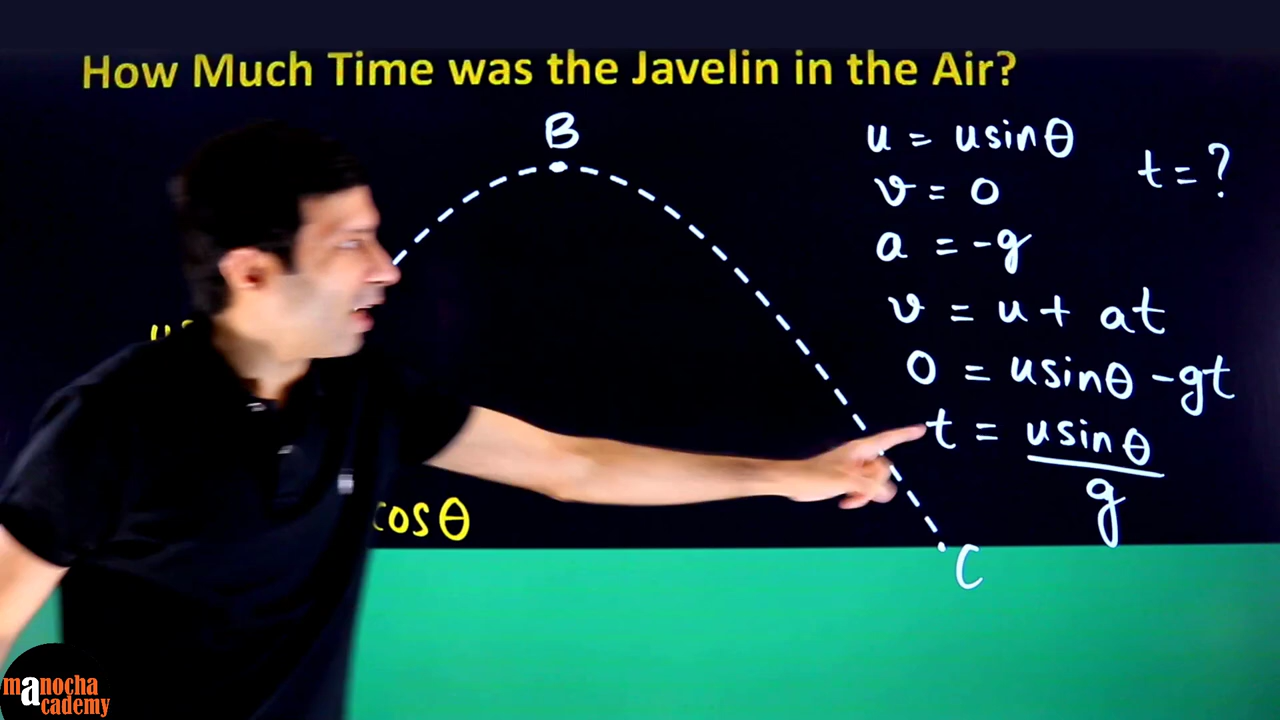 How Much Time was the Javelin in the Air?
B
u = usinθ
t = ?
v = 0
a = -g
v = u + at
0 = usinθ - gt
t = usinθ
g
cosθ
C
manocha
academy